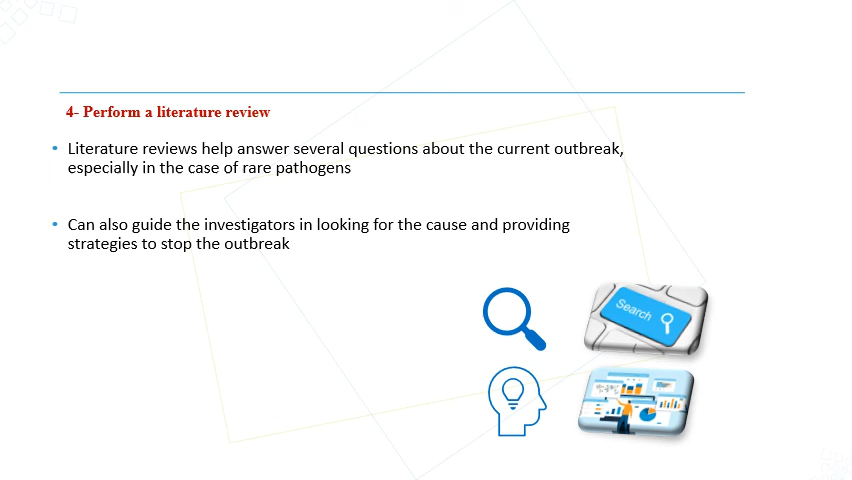 4- Perform a literature review
• Literature reviews help answer several questions about the current outbreak,
especially in the case of rare pathogens
• Can also guide the investigators in looking for the cause and providing
strategies to stop the outbreak
Search